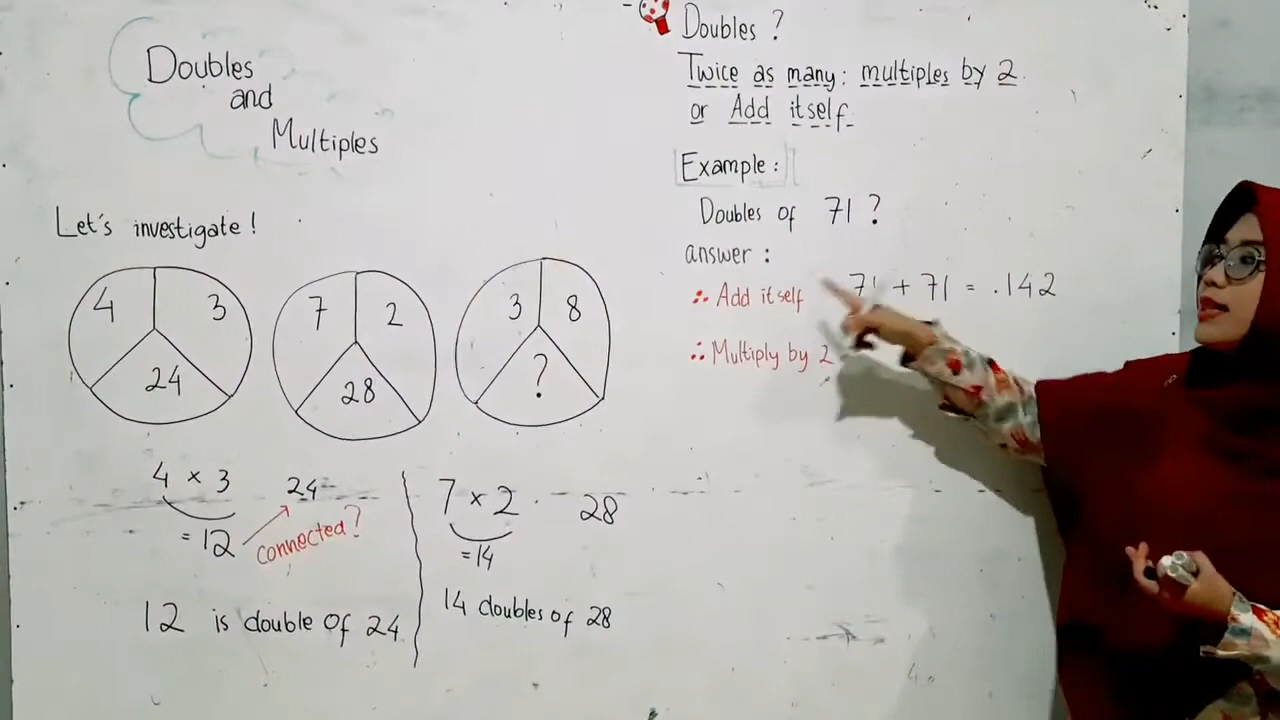 Doubles
and
Multiples
Let's investigate!
4 3
24
7 2
28
3 8
?
4 × 3 24
= 12 connected?
12 is double of 24
7 × 2 28
= 14
14 doubles of 28
Doubles ?
Twice as many: multiples by 2.
or Add itself.
Example:
Doubles of 71 ?
answer :
∴ Add itself 71 + 71 = .142
∴ Multiply by 2